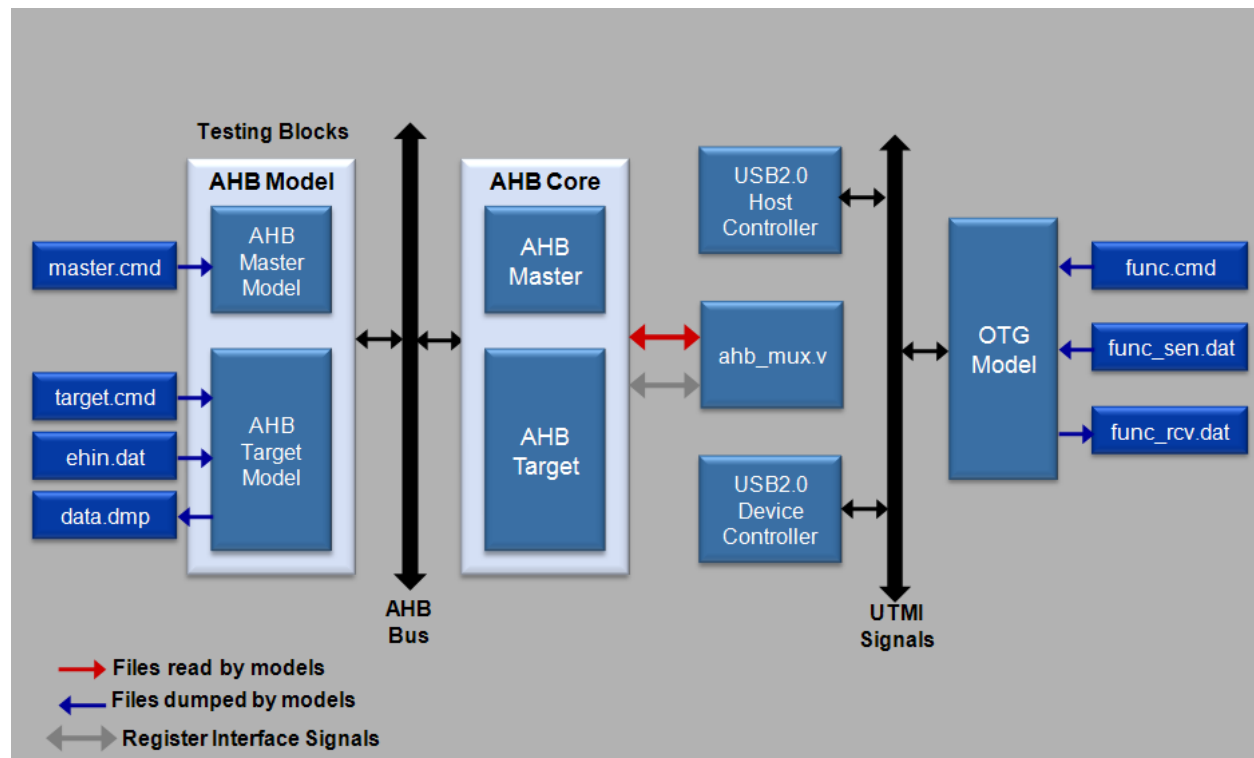 Testing Blocks
AHB Model
AHB
Master
Model
AHB
Target
Model
master.cmd
target.cmd
ehin.dat
data.dmp
AHB
Bus
AHB Core
AHB
Master
AHB
Target
USB2.0
Host
Controller
ahb_mux.v
USB2.0
Device
Controller
UTMI
Signals
OTG
Model
func.cmd
func_sen.dat
func_rcv.dat
Files read by models
Files dumped by models
Register Interface Signals